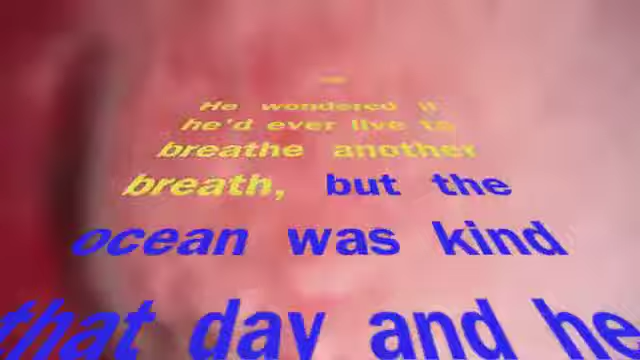 He wondered if
he'd ever live to
breathe another
breath, but the
ocean was kind
that day and he